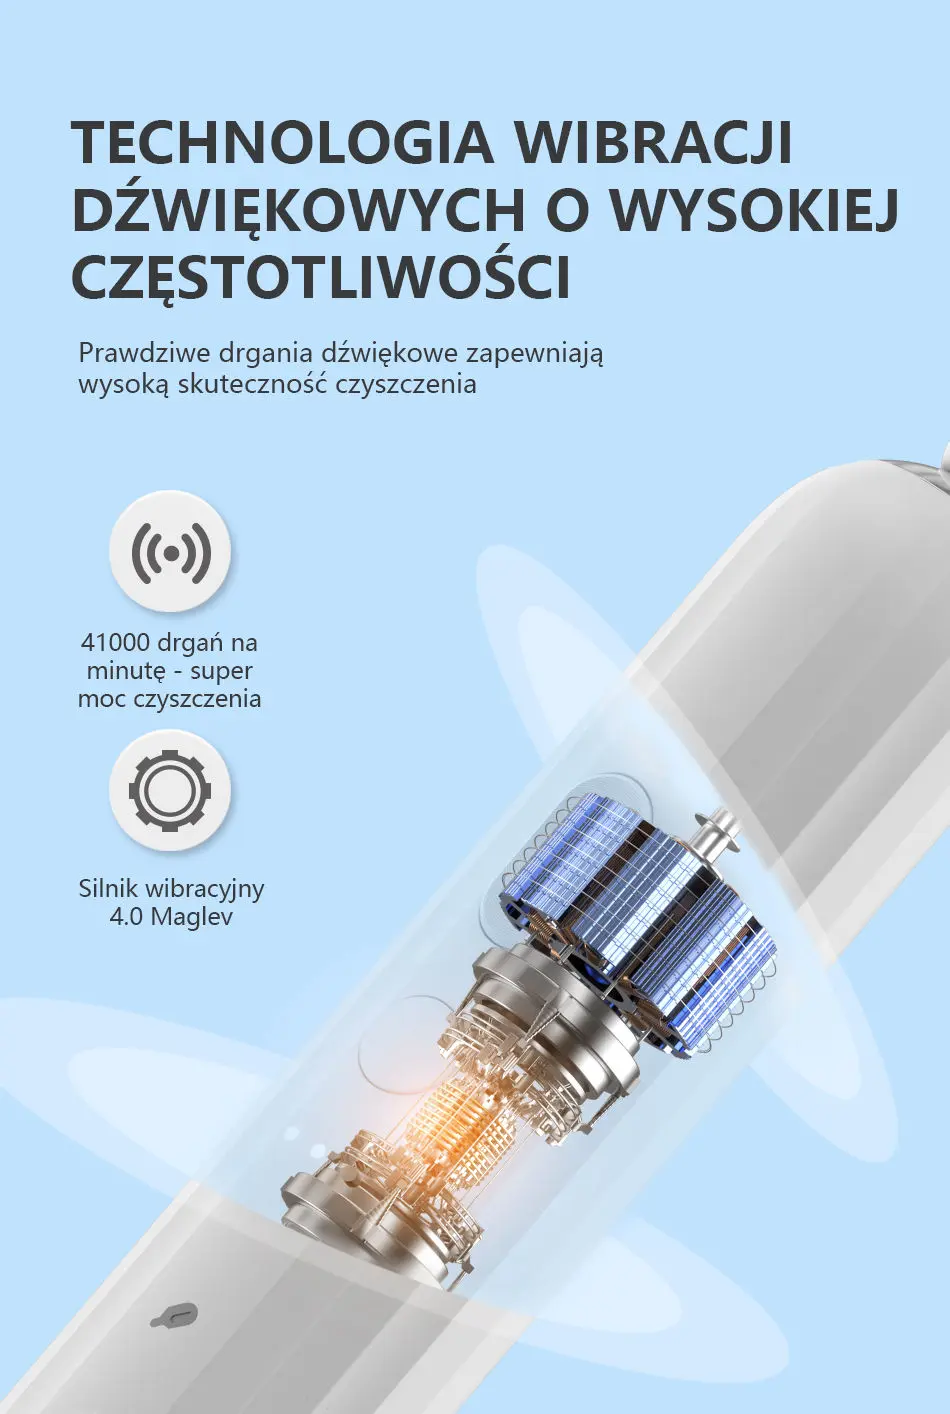 TECHNOLOGIA WIBRACJI
DŹWIĘKOWYCH O WYSOKIEJ
CZĘSTOTLIWOŚCI
Prawdziwe drgania dźwiękowe zapewniają
wysoką skuteczność czyszczenia
41000 drgań na
minutę - super
moc czyszczenia
Silnik wibracyjny
4.0 Maglev